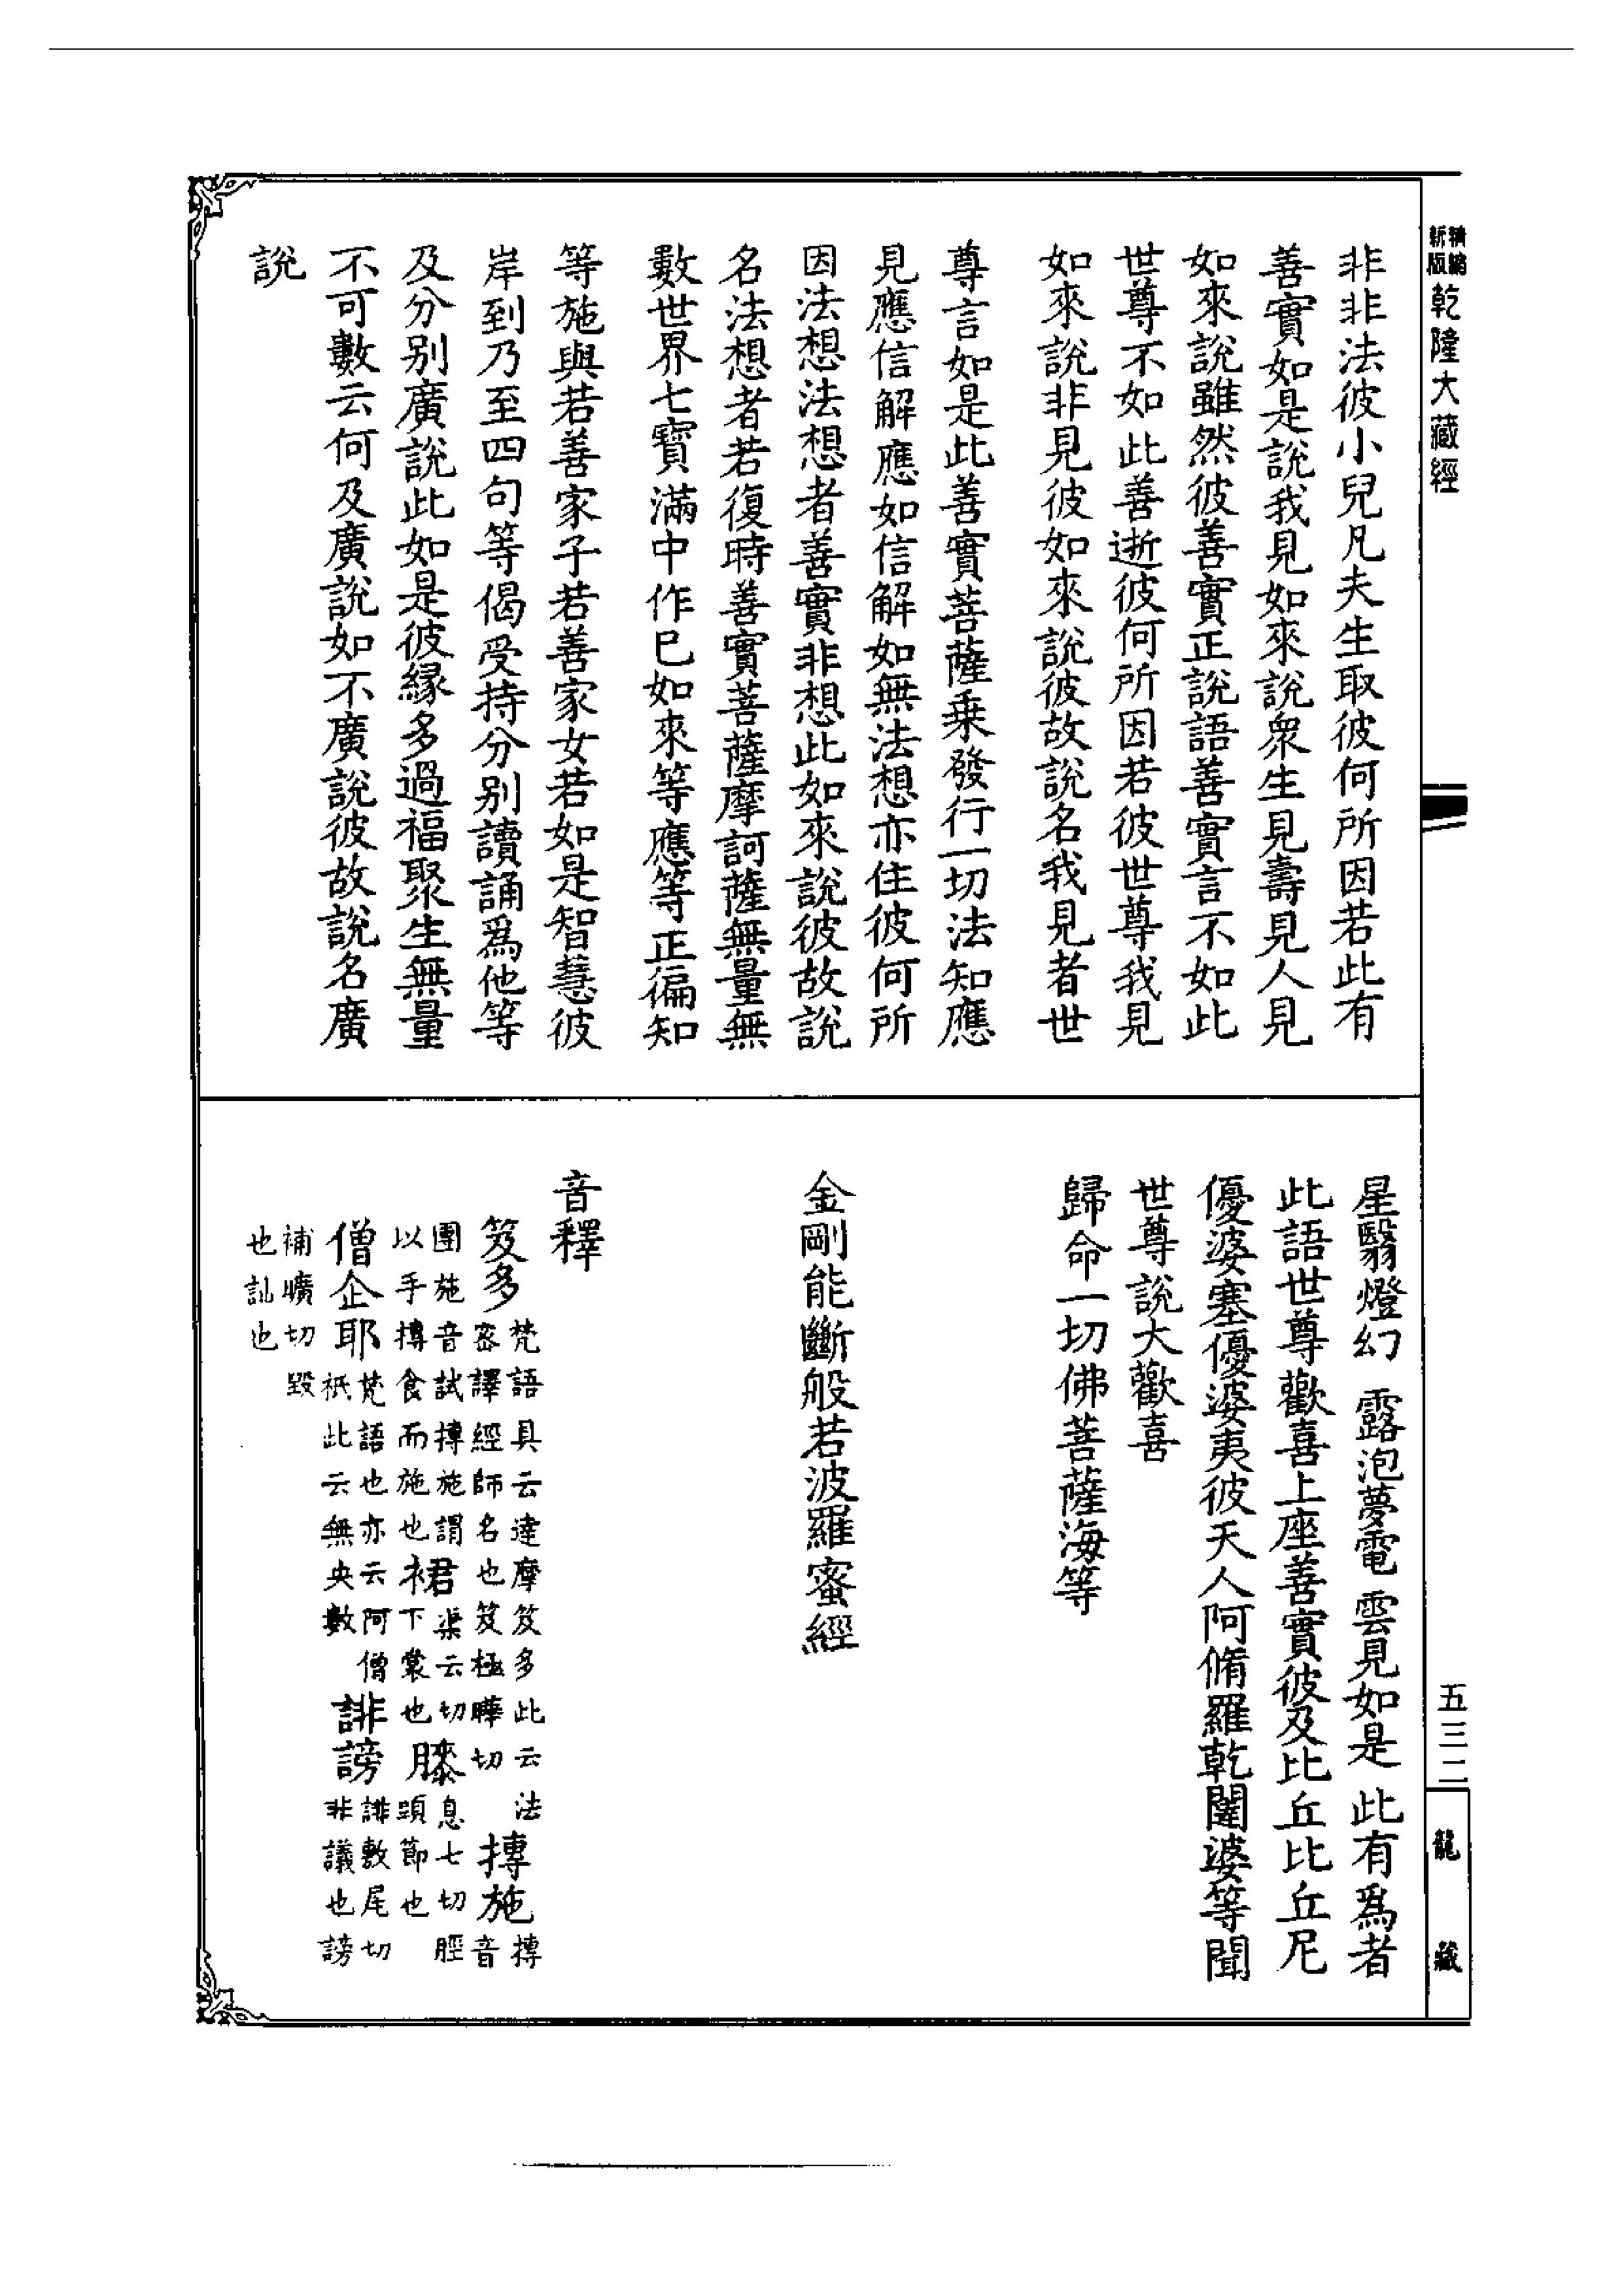 新編
新版
乾隆大藏經
非非法彼小兒凡夫生取彼何所因若此有
善實如是說我見如來說衆生見壽見人見
如來說雖然彼善實正說語善實言不如此
世尊不如此善逝彼何所因若彼世尊我見
如來說非見彼如來說彼故說名我見者世
尊言如是此善實菩薩乗發行一切法知應
見應信解應如信解如無法想亦住彼何所
因法想法想者善實非想此如來說彼故說
名法想者若復時善實菩薩摩訶薩無量無
數世界七寶滿中作已如來等應等正徧知
等施與若善家子若善家女若如是智慧彼
岸到乃至四句等偈受持分别讀誦爲他等
及分别廣說此如是彼緣多過福聚生無量
不可數云何及廣說如不廣說彼故說名廣
說
星翳燈幻 露泡夢電 雲見如是 此有爲者
此語世尊歡喜上座善實彼及比丘比丘尼
優婆塞優婆夷彼天人阿脩羅乾闥婆等聞
世尊說大歡喜
歸命一切佛菩薩海等
金剛能斷般若波羅蜜經
音釋
笈多 梵語具云達摩笈多此云法密譯經師名也笈極曄切 摶施 摶音團施音試摶施謂以手摶食而施也 裙 渠云切下裳也 膝 息七切脛頭節也
僧企耶 梵語也亦云阿僧祇此云無央數 誹謗 誹敷尾切非議也謗補曠切毀也訕也
五三二
龍藏